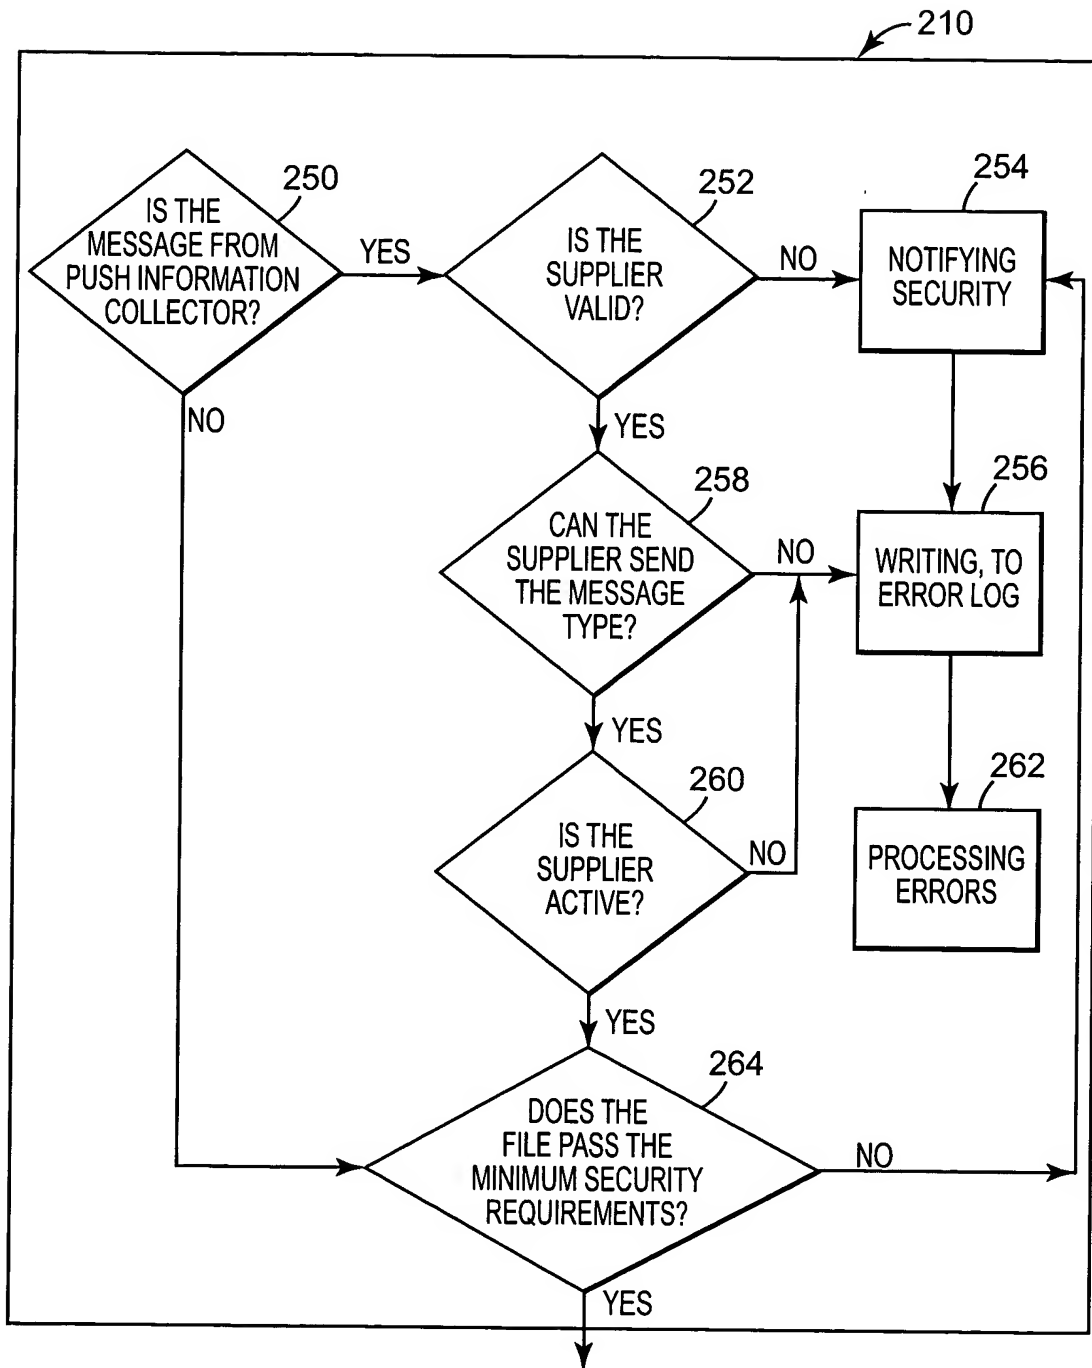 210
250
IS THE
MESSAGE FROM
PUSH INFORMATION
COLLECTOR?
YES
NO
252
IS THE
SUPPLIER
VALID?
NO
YES
254
NOTIFYING
SECURITY
258
CAN THE
SUPPLIER SEND
THE MESSAGE
TYPE?
NO
YES
256
WRITING, TO
ERROR LOG
260
IS THE
SUPPLIER
ACTIVE?
NO
YES
262
PROCESSING
ERRORS
264
DOES THE
FILE PASS THE
MINIMUM SECURITY
REQUIREMENTS?
NO
YES